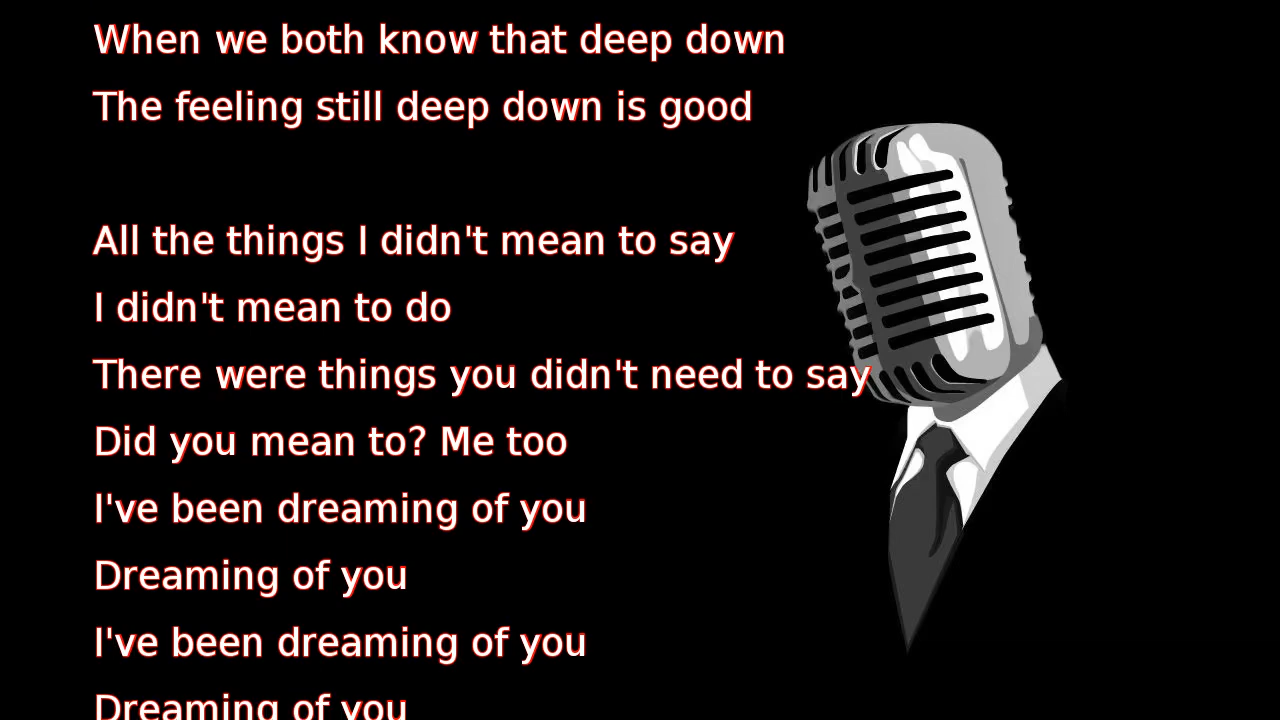 When we both know that deep down
The feeling still deep down is good
All the things I didn't mean to say
I didn't mean to do
There were things you didn't need to say
Did you mean to? Me too
I've been dreaming of you
Dreaming of you
I've been dreaming of you
Dreaming of you